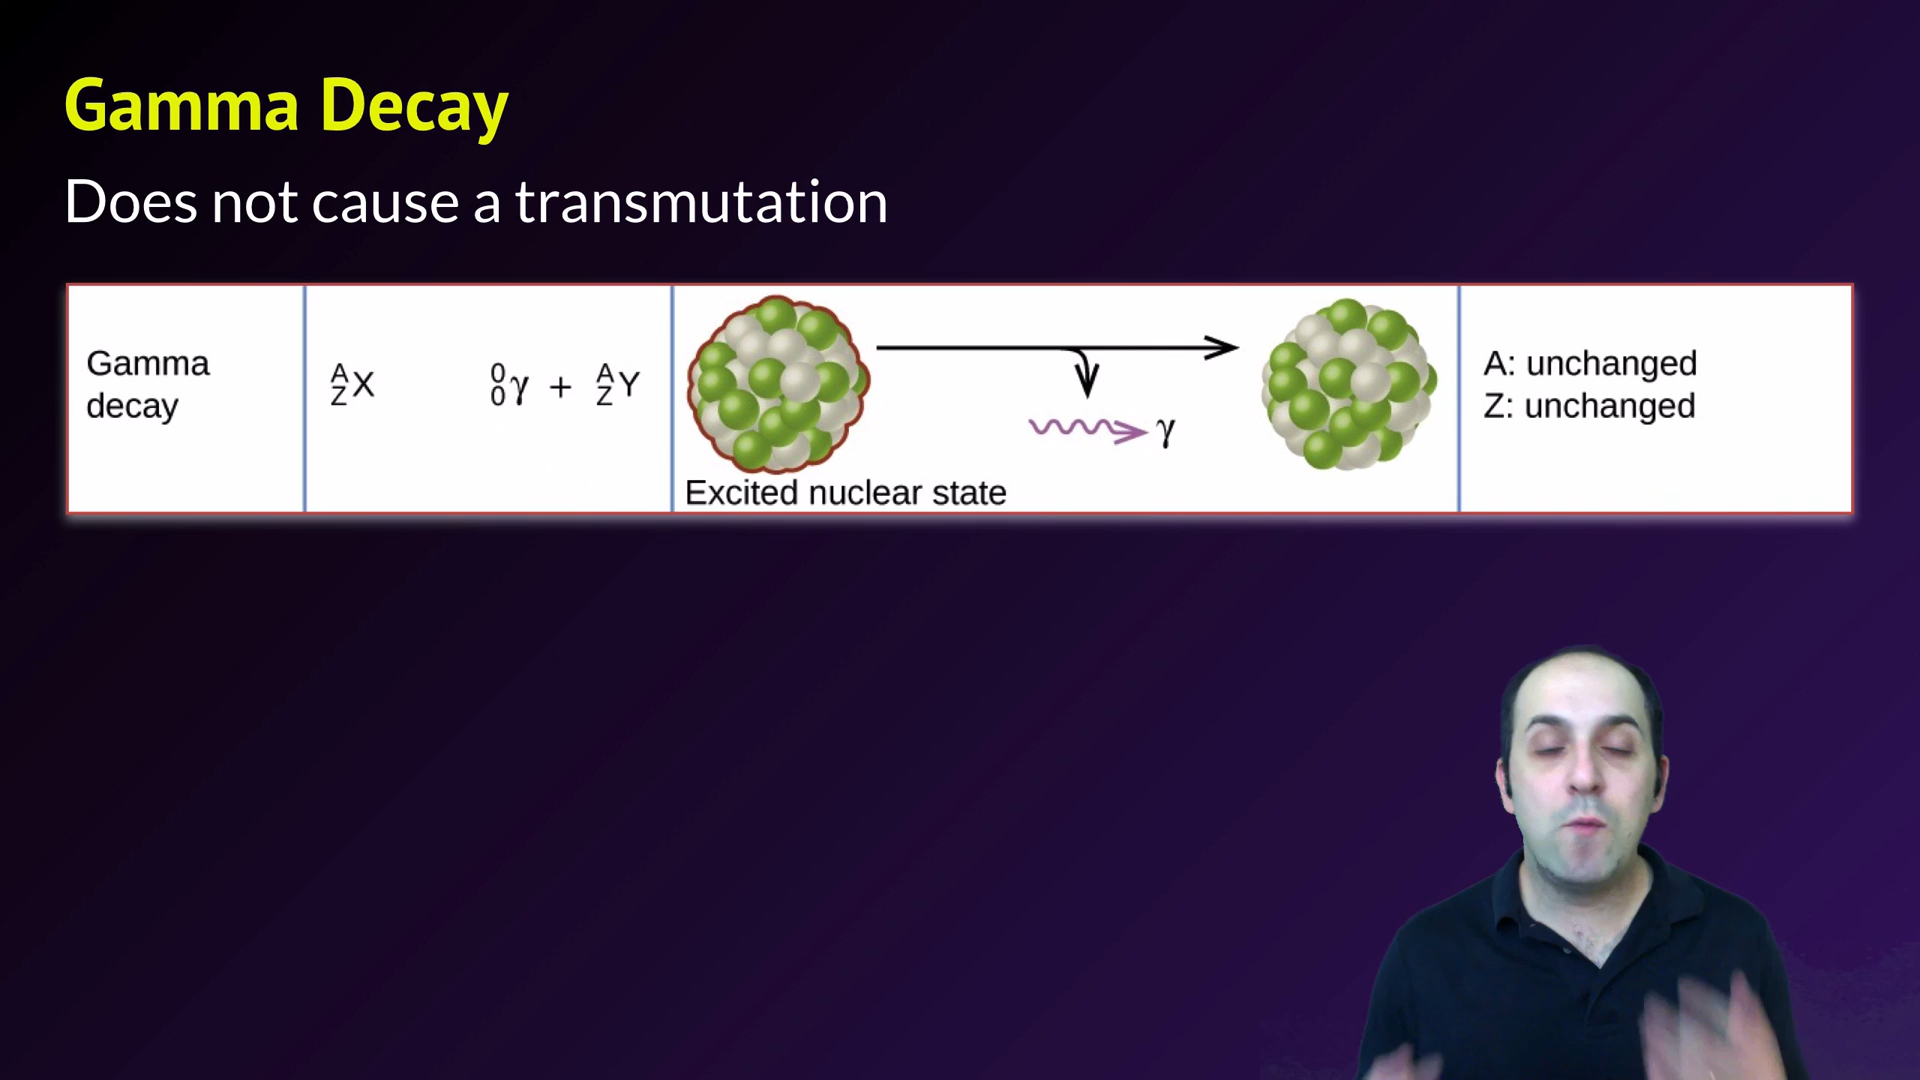 Gamma Decay
Does not cause a transmutation
Gamma
decay
A
Z X 0
0 γ + A
Z Y
γ
Excited nuclear state
A: unchanged
Z: unchanged